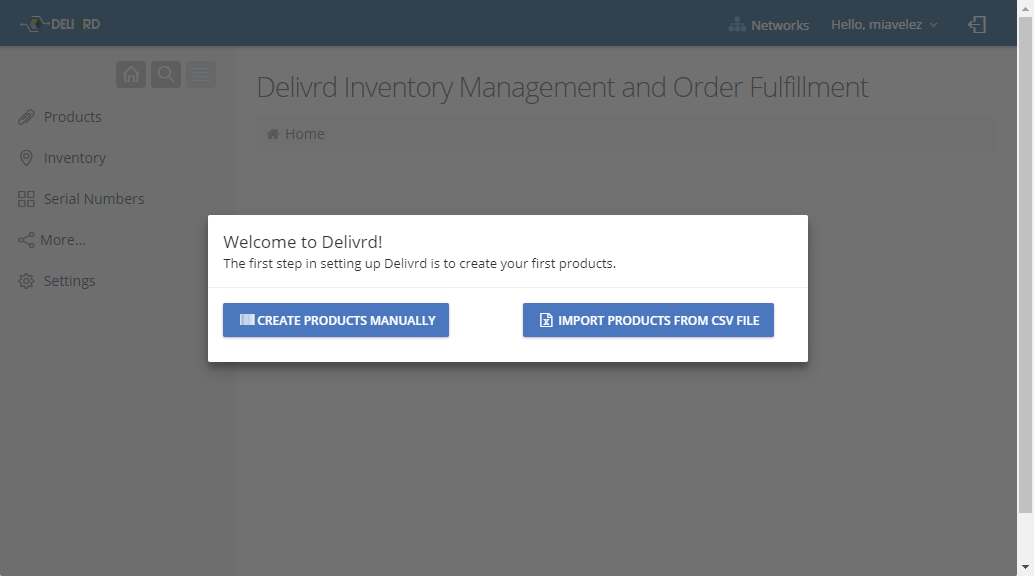 DELIVRD
Networks
Hello, miavelez
Products
Inventory
Serial Numbers
More...
Settings
Delivrd Inventory Management and Order Fulfillment
Home
Welcome to Delivrd!
The first step in setting up Delivrd is to create your first products.
CREATE PRODUCTS MANUALLY
IMPORT PRODUCTS FROM CSV FILE